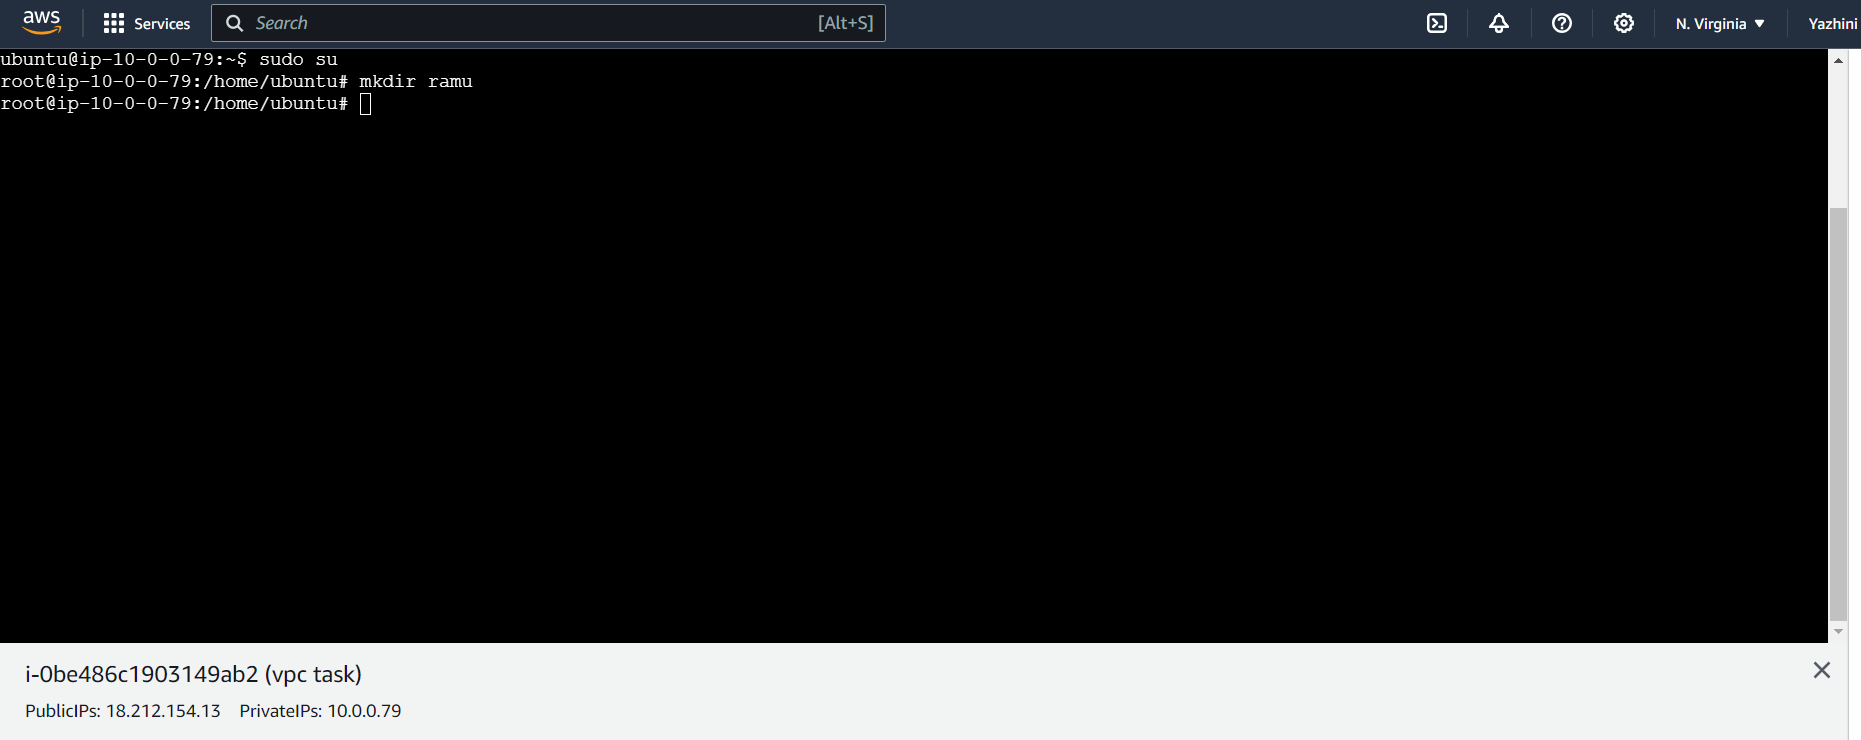 aws Services Search [Alt+S] N. Virginia Yazhini
ubuntu@ip-10-0-0-79:~$ sudo su
root@ip-10-0-0-79:/home/ubuntu# mkdir ramu
root@ip-10-0-0-79:/home/ubuntu#
i-0be486c1903149ab2 (vpc task)
PublicIPs: 18.212.154.13 PrivateIPs: 10.0.0.79